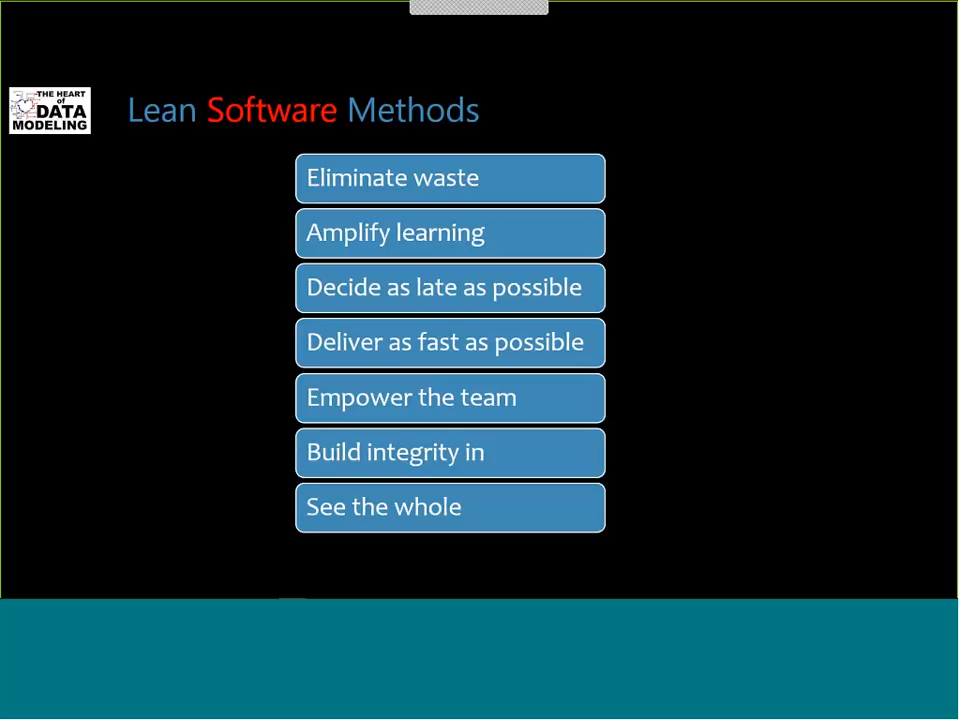 THE HEART
of
DATA
MODELING
Lean Software Methods
Eliminate waste
Amplify learning
Decide as late as possible
Deliver as fast as possible
Empower the team
Build integrity in
See the whole